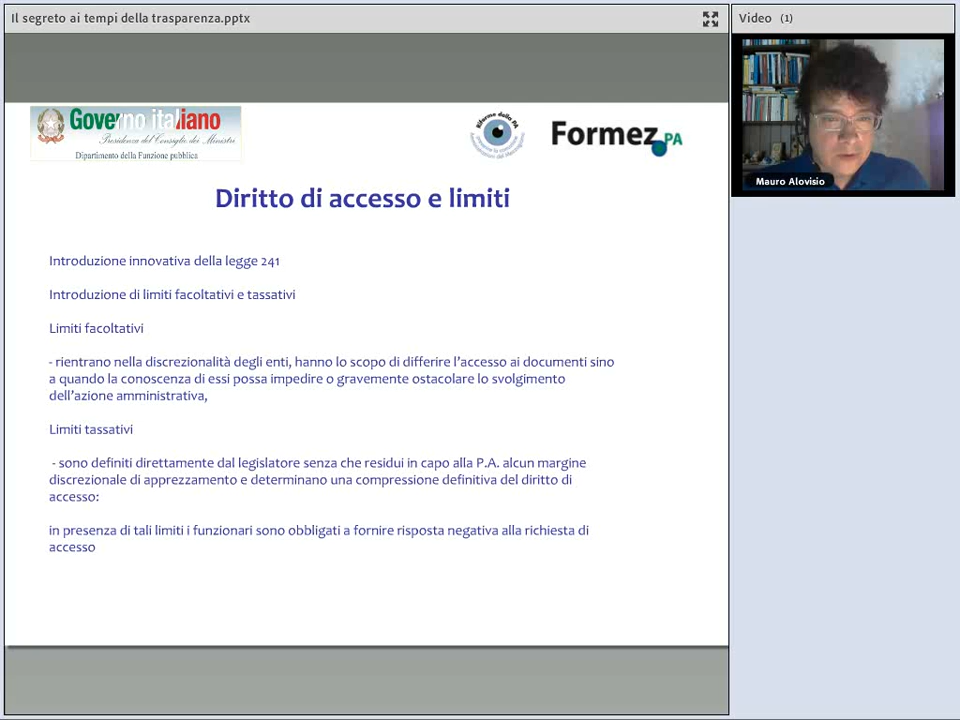 Il segreto ai tempi della trasparenza.pptx
Video (1)
Mauro Alovisio
Governo italiano
Presidenza del Consiglio dei Ministri
Dipartimento della Funzione pubblica
Riforme della PA
Formez PA
Diritto di accesso e limiti
Introduzione innovativa della legge 241
Introduzione di limiti facoltativi e tassativi
Limiti facoltativi
- rientrano nella discrezionalità degli enti, hanno lo scopo di differire l’accesso ai documenti sino
a quando la conoscenza di essi possa impedire o gravemente ostacolare lo svolgimento
dell’azione amministrativa,
Limiti tassativi
- sono definiti direttamente dal legislatore senza che residui in capo alla P.A. alcun margine
discrezionale di apprezzamento e determinano una compressione definitiva del diritto di
accesso:
in presenza di tali limiti i funzionari sono obbligati a fornire risposta negativa alla richiesta di
accesso